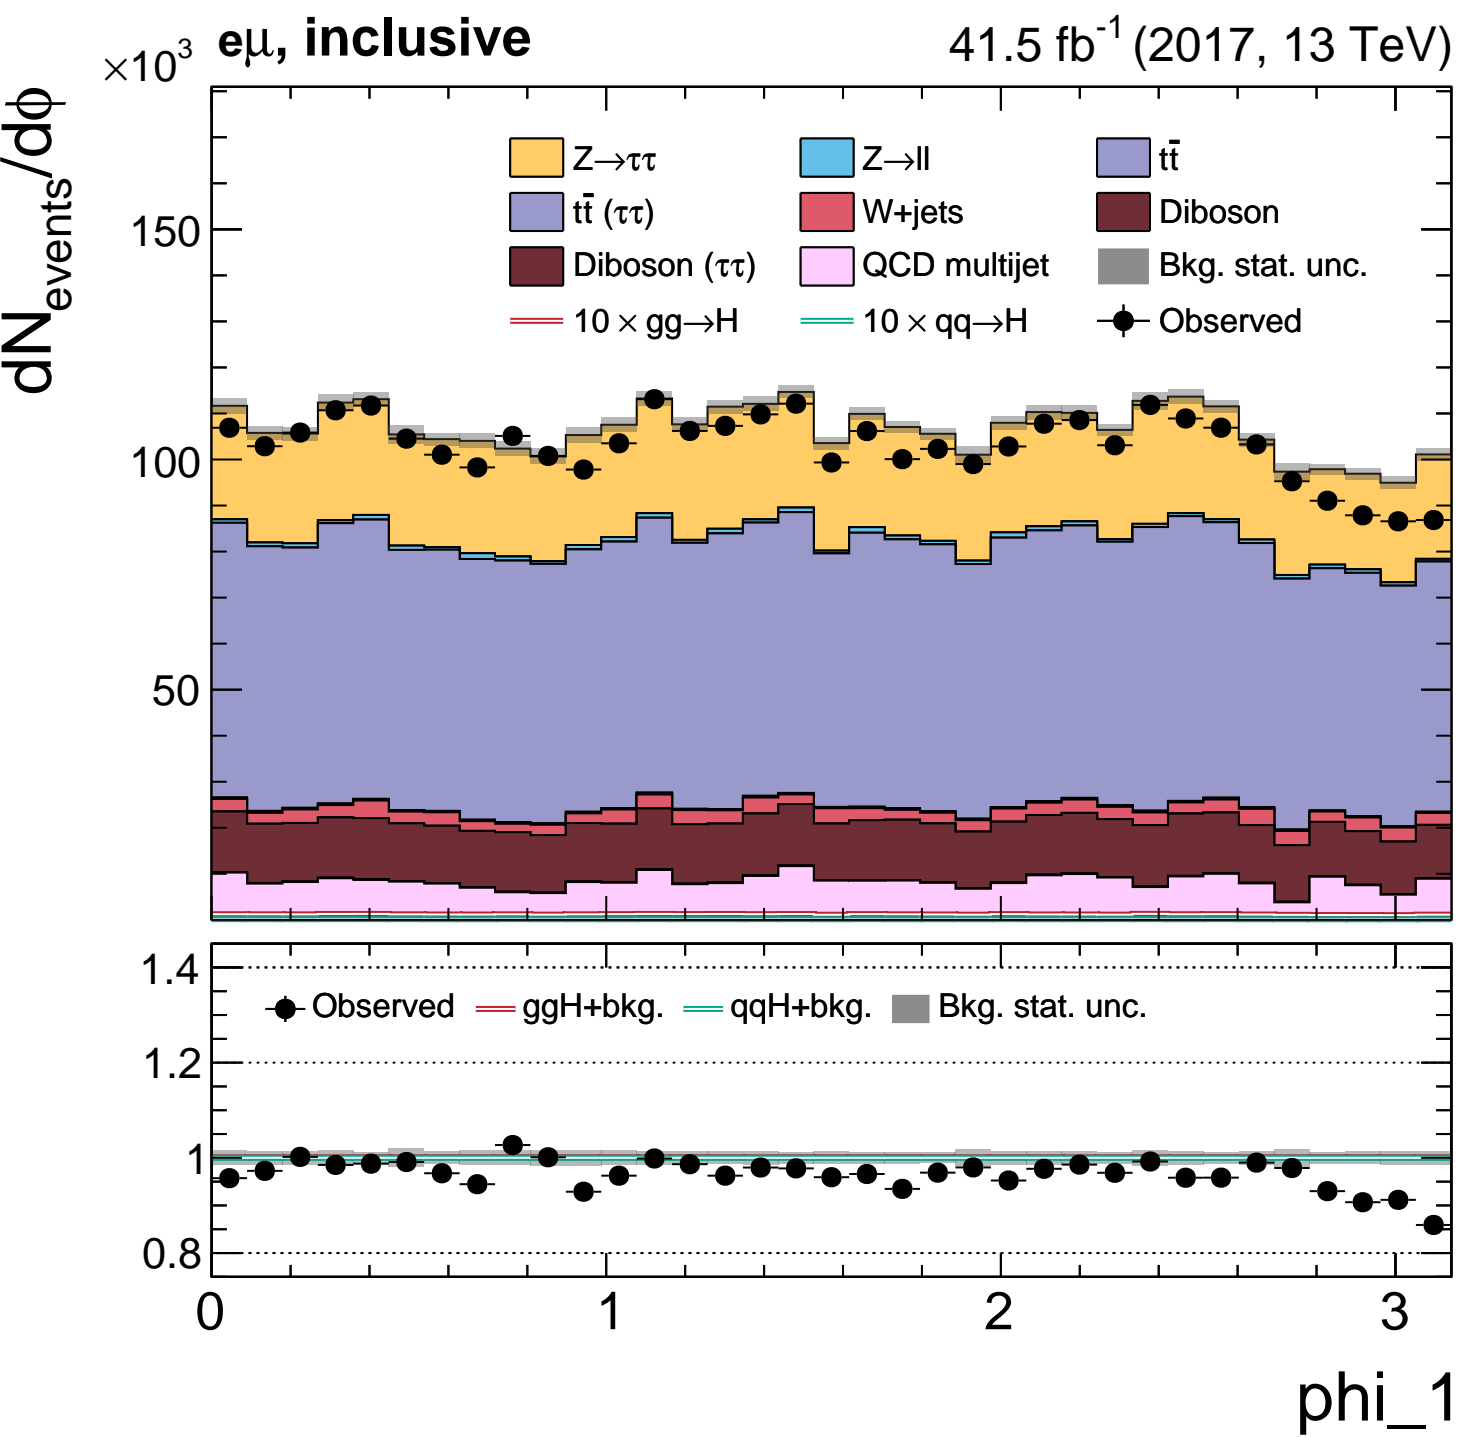 ×10³ eμ, inclusive 41.5 fb⁻¹ (2017, 13 TeV)
dN_events/dϕ
Z→ττ Z→ll tt̄
tt̄ (ττ) W+jets Diboson
Diboson (ττ) QCD multijet Bkg. stat. unc.
10 × gg→H 10 × qq→H Observed
150
100
50
1.4
Observed ggH+bkg. qqH+bkg. Bkg. stat. unc.
1.2
1
0.8
0 1 2 3
phi_1